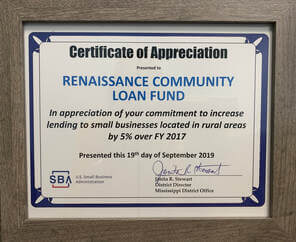 Certificate of Appreciation
Presented to
RENAISSANCE COMMUNITY
LOAN FUND
In appreciation of your commitment to increase
lending to small businesses located in rural areas
by 5% over FY 2017
Presented this 19th day of September 2019
Janita R. Stewart
SBA U.S. Small Business
Administration
Janita R. Stewart
District Director
Mississippi District Office